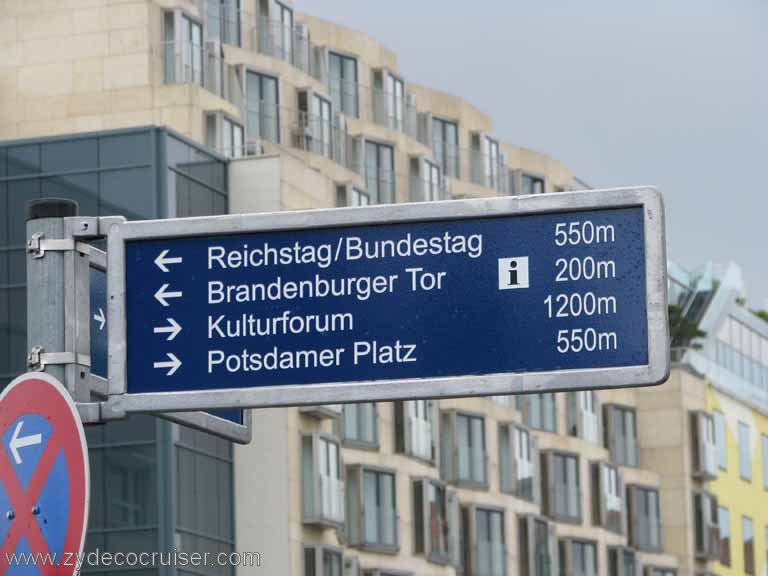 ← Reichstag/Bundestag 550m
← Brandenburger Tor i 200m
→ Kulturforum 1200m
→ Potsdamer Platz 550m
www.zydecocruiser.com